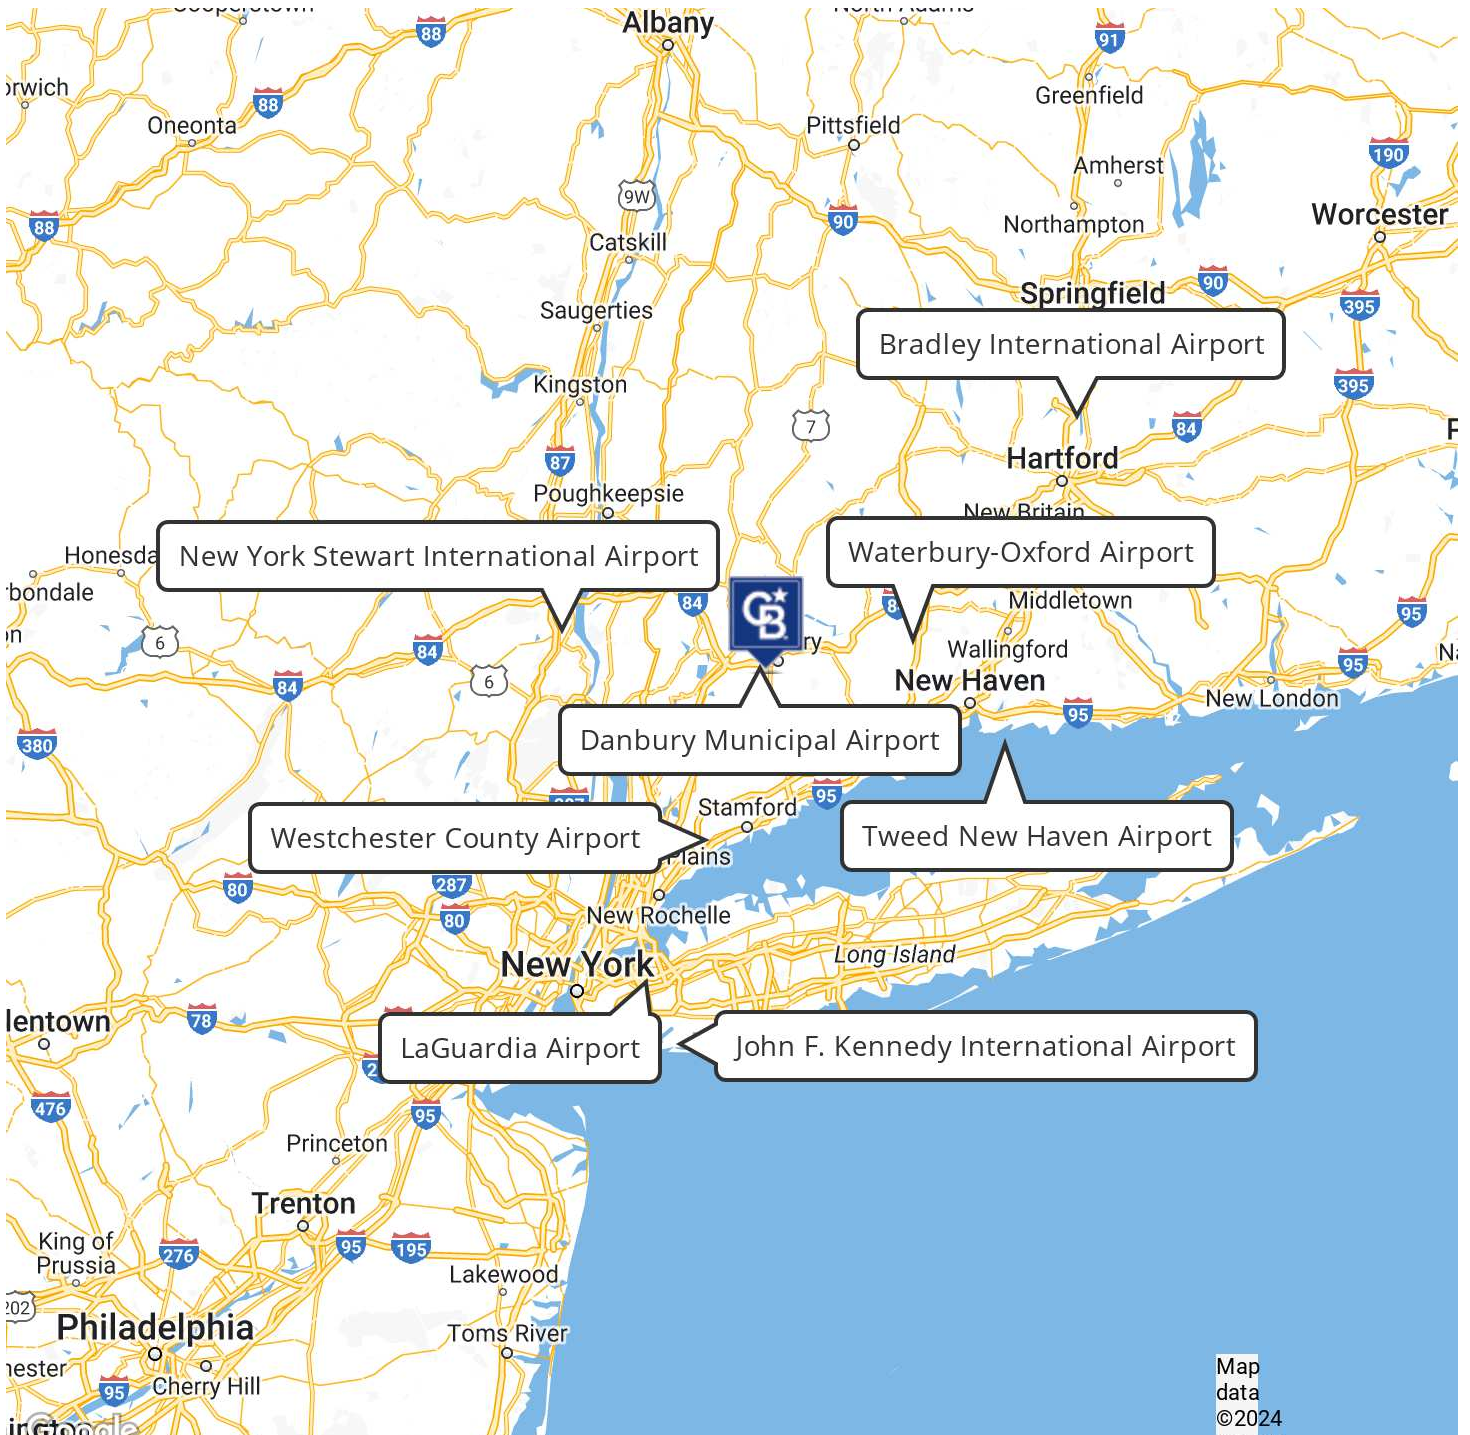 Albany
88
91
88
Greenfield
Oneonta
Pittsfield
190
Amherst
9W
Northampton
Worcester
88
90
Catskill
Springfield
90
395
Saugerties
Bradley International Airport
Kingston
395
7
84
87
Hartford
Poughkeepsie
New Britain
New York Stewart International Airport
Waterbury-Oxford Airport
84
CB
Middletown
95
6
84
Wallingford
95
6
84
New Haven
New London
95
380
Danbury Municipal Airport
95
Stamford
Westchester County Airport
Tweed New Haven Airport
Plains
80
287
80
New Rochelle
Long Island
New York
78
LaGuardia Airport
John F. Kennedy International Airport
476
95
Princeton
Trenton
King of
Prussia
276
95
195
Lakewood
202
Philadelphia
Toms River
95
Cherry Hill
Google
Map
data
©2024